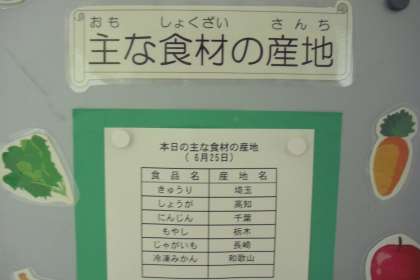 おも しょくざい さんち
主な食材の産地
本日の主な食材の産地
( 6月25日)
食品名 産地名
きゅうり 埼玉
しょうが 高知
にんじん 千葉
もやし 栃木
じゃがいも 長崎
冷凍みかん 和歌山